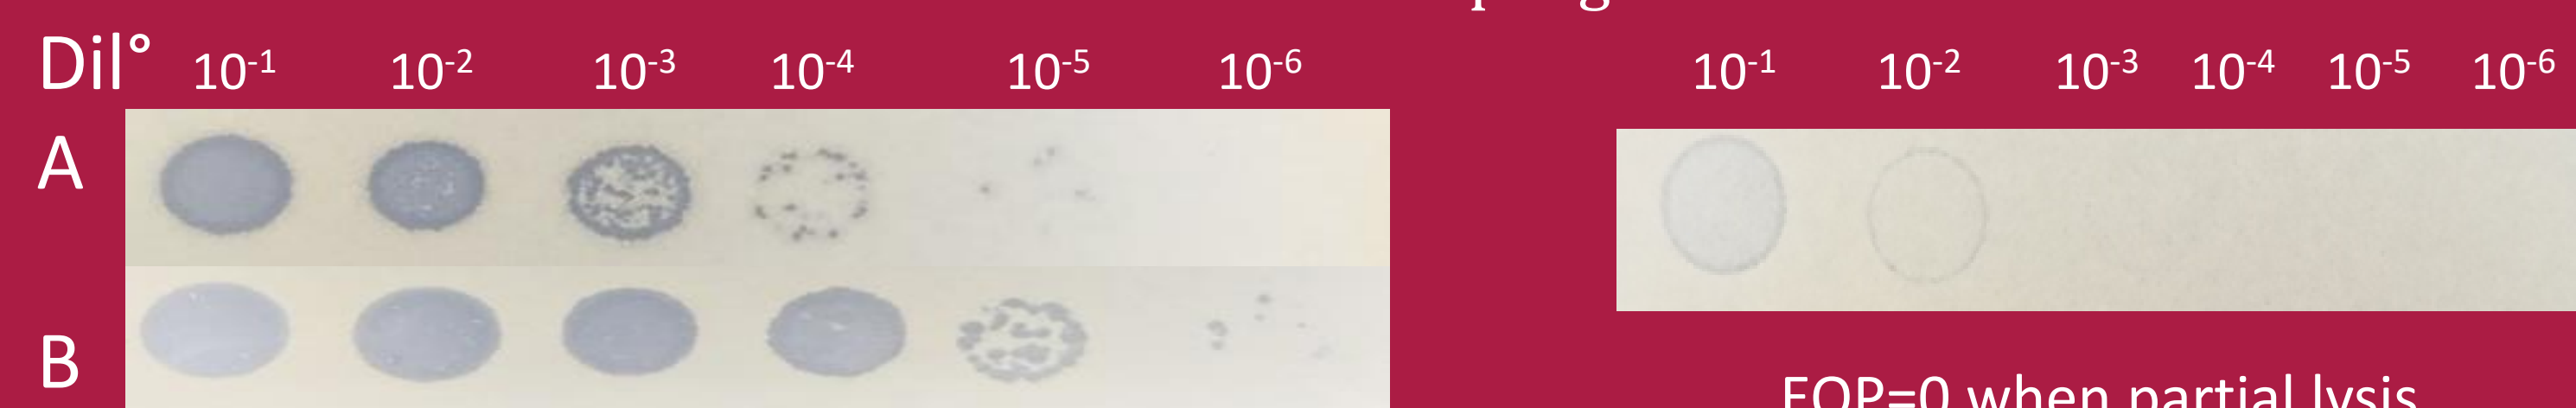 Dil° 10⁻¹ 10⁻² 10⁻³ 10⁻⁴ 10⁻⁵ 10⁻⁶
10⁻¹ 10⁻² 10⁻³ 10⁻⁴ 10⁻⁵ 10⁻⁶
A
B
EOP=0 when partial lysis